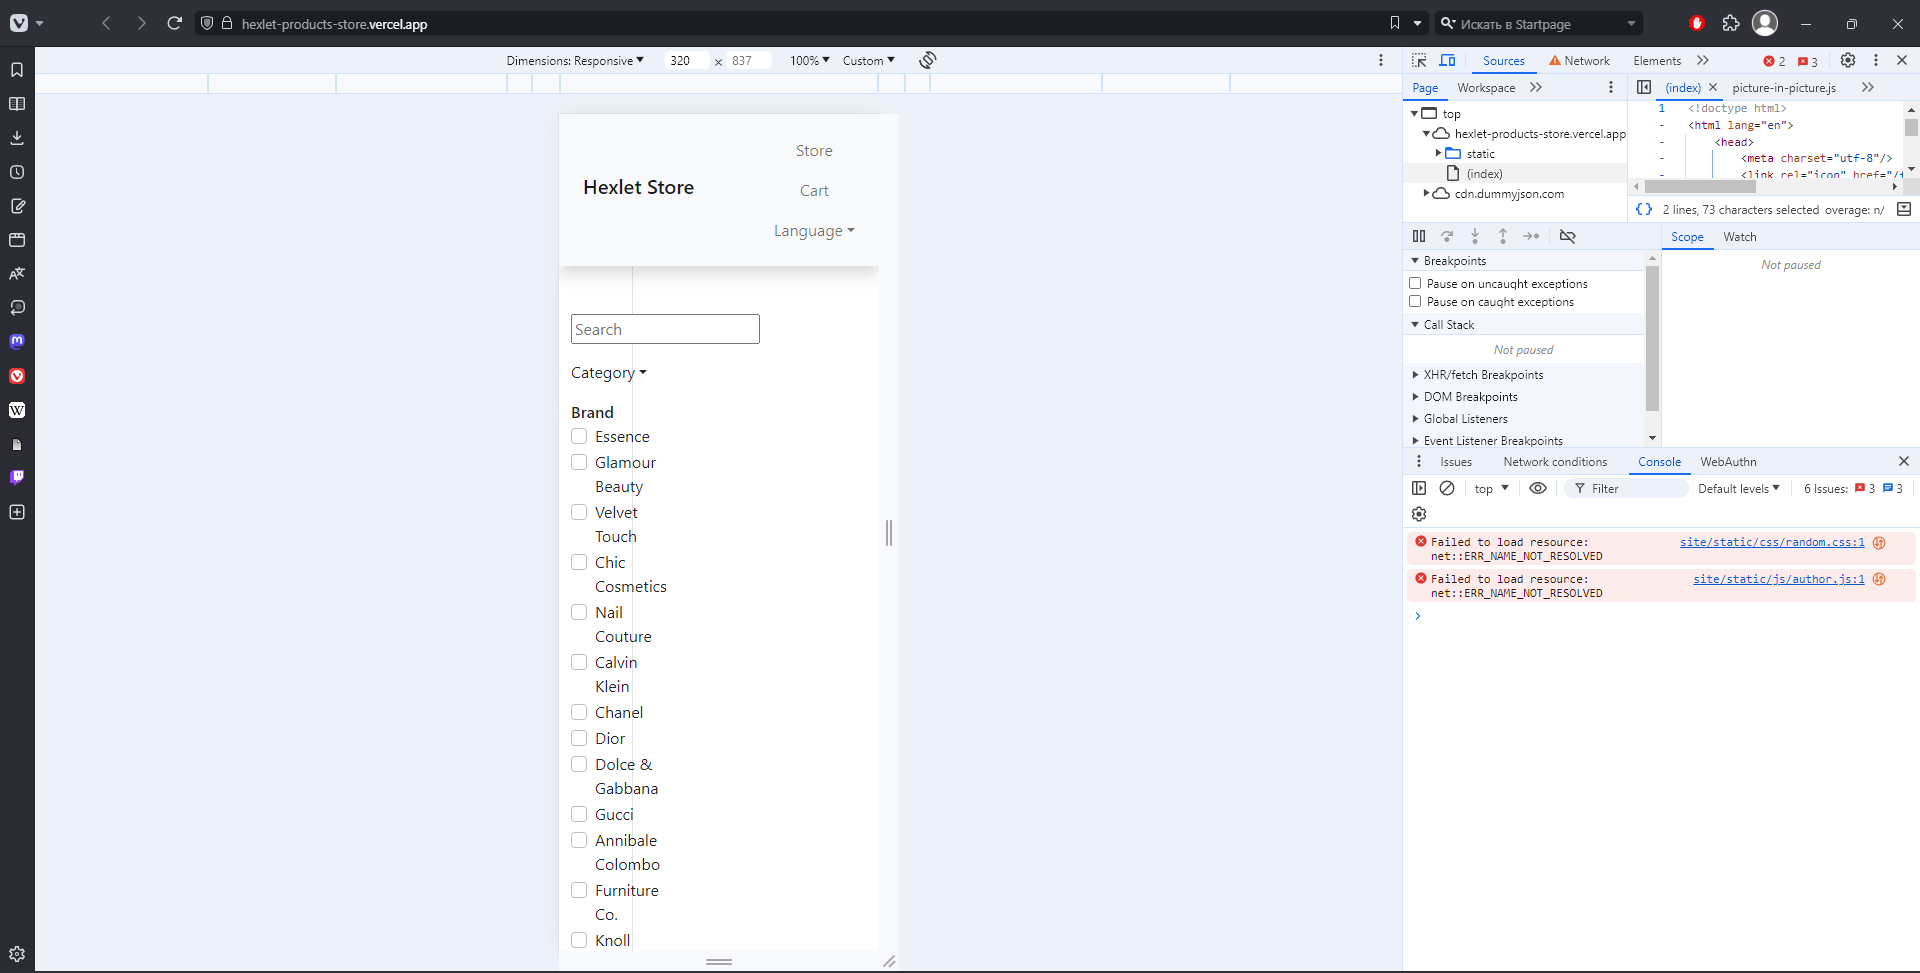 hexlet-products-store.vercel.app
Искать в Startpage
Dimensions: Responsive
320 × 837
100%
Custom
Hexlet Store
Store
Cart
Language
Search
Category
Brand
Essence
Glamour
Beauty
Velvet
Touch
Chic
Cosmetics
Nail
Couture
Calvin
Klein
Chanel
Dior
Dolce &
Gabbana
Gucci
Annibale
Colombo
Furniture
Co.
Knoll
Sources
Network
Elements
2
3
Page
Workspace
(index)
picture-in-picture.js
top
hexlet-products-store.vercel.app
static
(index)
cdn.dummyjson.com
1 <!doctype html>
- <html lang="en">
- <head>
- <meta charset="utf-8"/>
- <link rel="icon" href="/f
{} 2 lines, 73 characters selected overage: n/
Breakpoints
Pause on uncaught exceptions
Pause on caught exceptions
Call Stack
Not paused
XHR/fetch Breakpoints
DOM Breakpoints
Global Listeners
Event Listener Breakpoints
Scope
Watch
Not paused
Issues
Network conditions
Console
WebAuthn
top
Filter
Default levels
6 Issues: 3 3
Failed to load resource: site/static/css/random.css:1
net::ERR_NAME_NOT_RESOLVED
Failed to load resource: site/static/js/author.js:1
net::ERR_NAME_NOT_RESOLVED